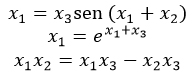 x₁ = x₃sen (x₁ + x₂)
x₁ = e^{x₁+x₃}
x₁x₂ = x₁x₃ − x₂x₃